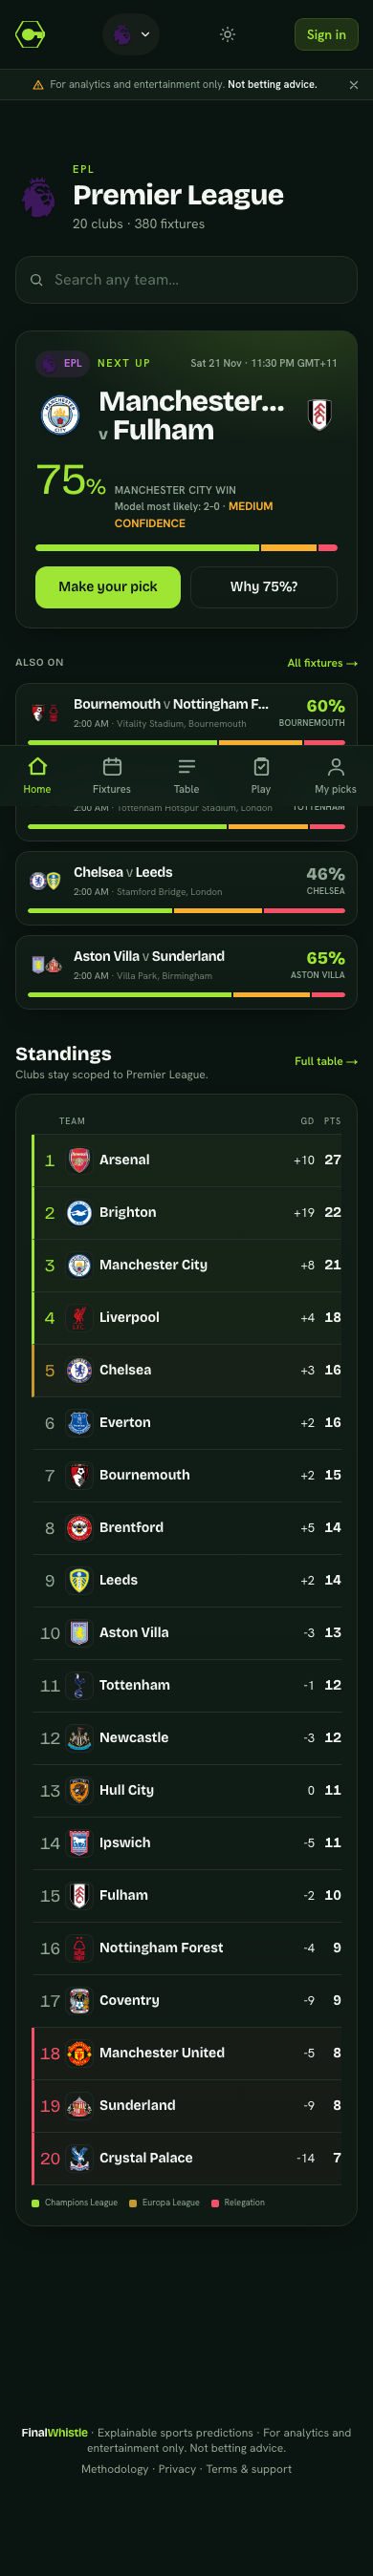 Sign in
For analytics and entertainment only. Not betting advice.
EPL
Premier League
20 clubs · 380 fixtures
Search any team...
EPL NEXT UP Sat 21 Nov · 11:30 PM GMT+11
Manchester...
v Fulham
75% MANCHESTER CITY WIN
Model most likely: 2-0 · MEDIUM
CONFIDENCE
Make your pick Why 75%?
ALSO ON All fixtures →
Bournemouth v Nottingham F... 60%
2:00 AM · Vitality Stadium, Bournemouth BOURNEMOUTH
Home Fixtures Table Play My picks
2:00 AM · Tottenham Hotspur Stadium, London TOTTENHAM
Chelsea v Leeds 46%
2:00 AM · Stamford Bridge, London CHELSEA
Aston Villa v Sunderland 65%
2:00 AM · Villa Park, Birmingham ASTON VILLA
Standings
Clubs stay scoped to Premier League. Full table →
TEAM GD PTS
1 Arsenal +10 27
2 Brighton +19 22
3 Manchester City +8 21
4 Liverpool +4 18
5 Chelsea +3 16
6 Everton +2 16
7 Bournemouth +2 15
8 Brentford +5 14
9 Leeds +2 14
10 Aston Villa -3 13
11 Tottenham -1 12
12 Newcastle -3 12
13 Hull City 0 11
14 Ipswich -5 11
15 Fulham -2 10
16 Nottingham Forest -4 9
17 Coventry -9 9
18 Manchester United -5 8
19 Sunderland -9 8
20 Crystal Palace -14 7
Champions League Europa League Relegation
FinalWhistle · Explainable sports predictions · For analytics and
entertainment only. Not betting advice.
Methodology · Privacy · Terms & support